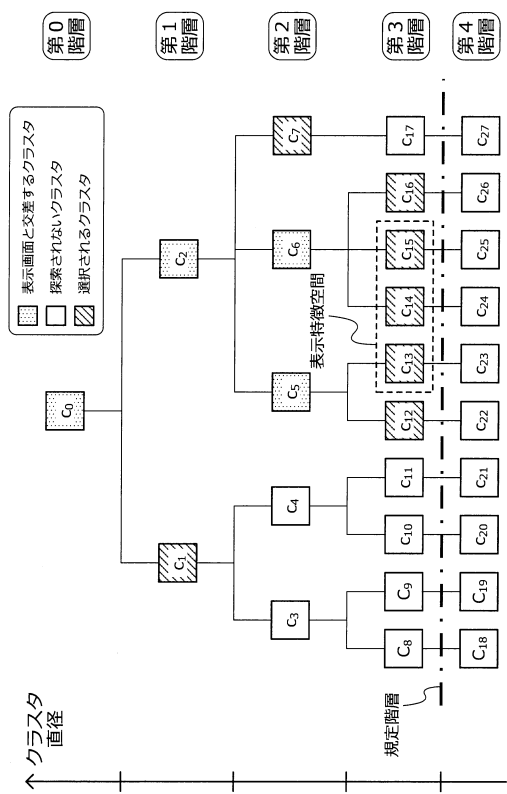 クラスタ
直径
表示画面と交差するクラスタ
探索されないクラスタ
選択されるクラスタ
第0
階層
C0
第1
階層
C1
C2
第2
階層
C3
C4
C5
C6
C7
表示特徴空間
第3
階層
C8
C9
C10
C11
C12
C13
C14
C15
C16
C17
規定階層
第4
階層
C18
C19
C20
C21
C22
C23
C24
C25
C26
C27